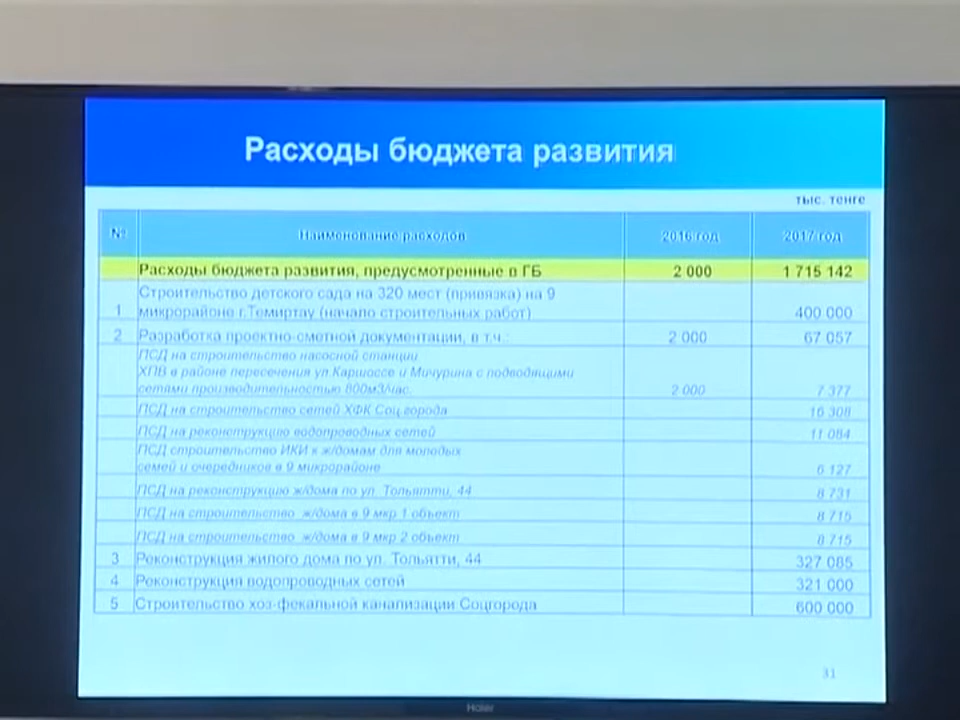 Расходы бюджета развития
тыс. тенге
№ Наименование расходов 2016 год 2017 год
Расходы бюджета развития, предусмотренные в ГБ 2 000 1 715 142
Строительство детского сада на 320 мест (привязка) на 9
1 микрорайоне г.Темиртау (начало строительных работ) 400 000
2 Разработка проектно-сметной документации, в т.ч.: 2 000 67 057
ПСД на строительство насосной станции
ХПВ в районе пересечения ул.Каршоссе и Мичурина с подводящими
сетями производительностью 800м3/час. 2 000 7 377
ПСД на строительство сетей ХФК Соц.города 16 308
ПСД на реконструкцию водопроводных сетей 11 084
ПСД строительство ИКИ к ж/домам для молодых
семей и очередников в 9 микрорайоне 6 127
ПСД на реконструкцию ж/дома по ул. Тольятти, 44 8 731
ПСД на строительство ж/дома в 9 мкр 1 объект 8 715
ПСД на строительство ж/дома в 9 мкр 2 объект 8 715
3 Реконструкция жилого дома по ул. Тольятти, 44 327 085
4 Реконструкция водопроводных сетей 321 000
5 Строительство хоз-фекальной канализации Соцгорода 600 000
31
Haier